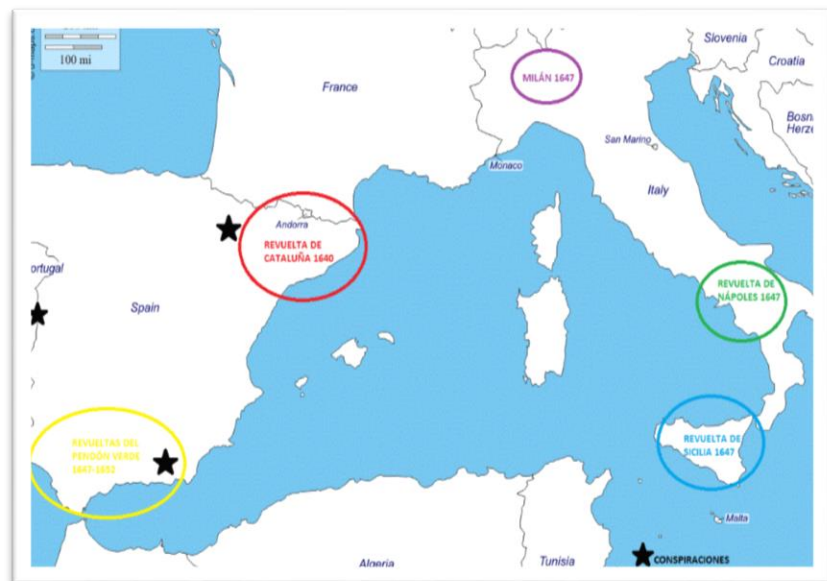 100 mi
France
MILÁN 1647
Slovenia
Croatia
Bosn
Herze
San Marino
Monaco
Italy
Andorra
REVUELTA DE
CATALUÑA 1640
ortugal
Spain
REVUELTA DE
NÁPOLES 1647
REVUELTAS DEL
PENDÓN VERDE
1647-1652
REVUELTA DE
SICILIA 1647
Malta
Algeria
Tunisia
CONSPIRACIONES